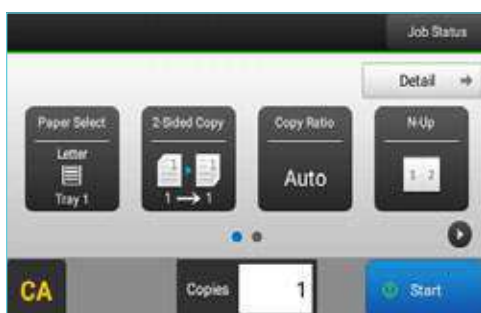 Job Status
Detail
Paper Select
Letter
Tray 1
2-Sided Copy
1 → 1
Copy Ratio
Auto
N-Up
1 2
CA
Copies
1
Start